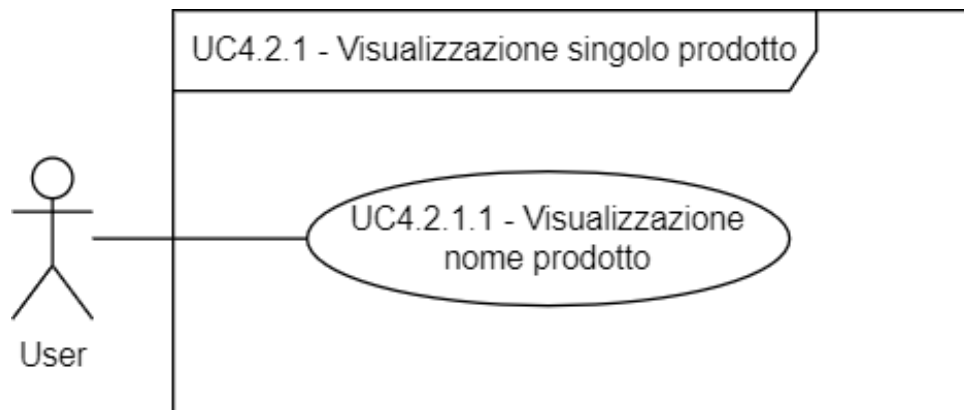 UC4.2.1 - Visualizzazione singolo prodotto
UC4.2.1.1 - Visualizzazione
nome prodotto
User